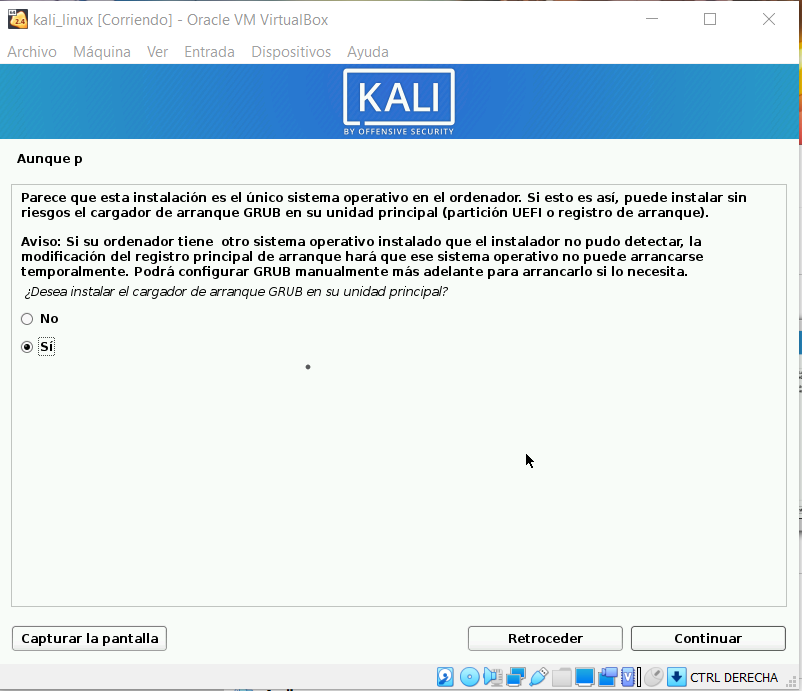 kali_linux [Corriendo] - Oracle VM VirtualBox
Archivo Máquina Ver Entrada Dispositivos Ayuda
KALI
BY OFFENSIVE SECURITY
Aunque p
Parece que esta instalación es el único sistema operativo en el ordenador. Si esto es así, puede instalar sin
riesgos el cargador de arranque GRUB en su unidad principal (partición UEFI o registro de arranque).
Aviso: Si su ordenador tiene  otro sistema operativo instalado que el instalador no pudo detectar, la
modificación del registro principal de arranque hará que ese sistema operativo no puede arrancarse
temporalmente. Podrá configurar GRUB manualmente más adelante para arrancarlo si lo necesita.
¿Desea instalar el cargador de arranque GRUB en su unidad principal?
No
Sí
Capturar la pantalla Retroceder Continuar
CTRL DERECHA